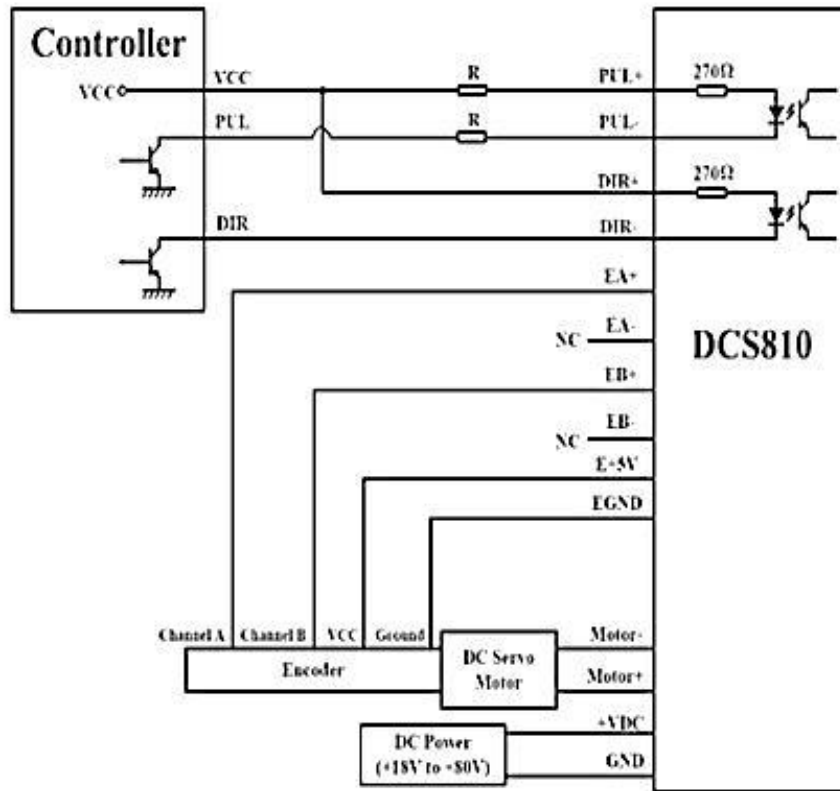 Controller
VCC
VCC
R
PUL+
270Ω
PUL
R
PUL-
DIR+
270Ω
DIR
DIR-
EA+
EA-
NC
DCS810
EB+
EB-
NC
E+5V
EGND
Channel A
Channel B
VCC
Ground
Encoder
DC Servo
Motor
Motor-
Motor+
+VDC
DC Power
(+18V to +80V)
GND